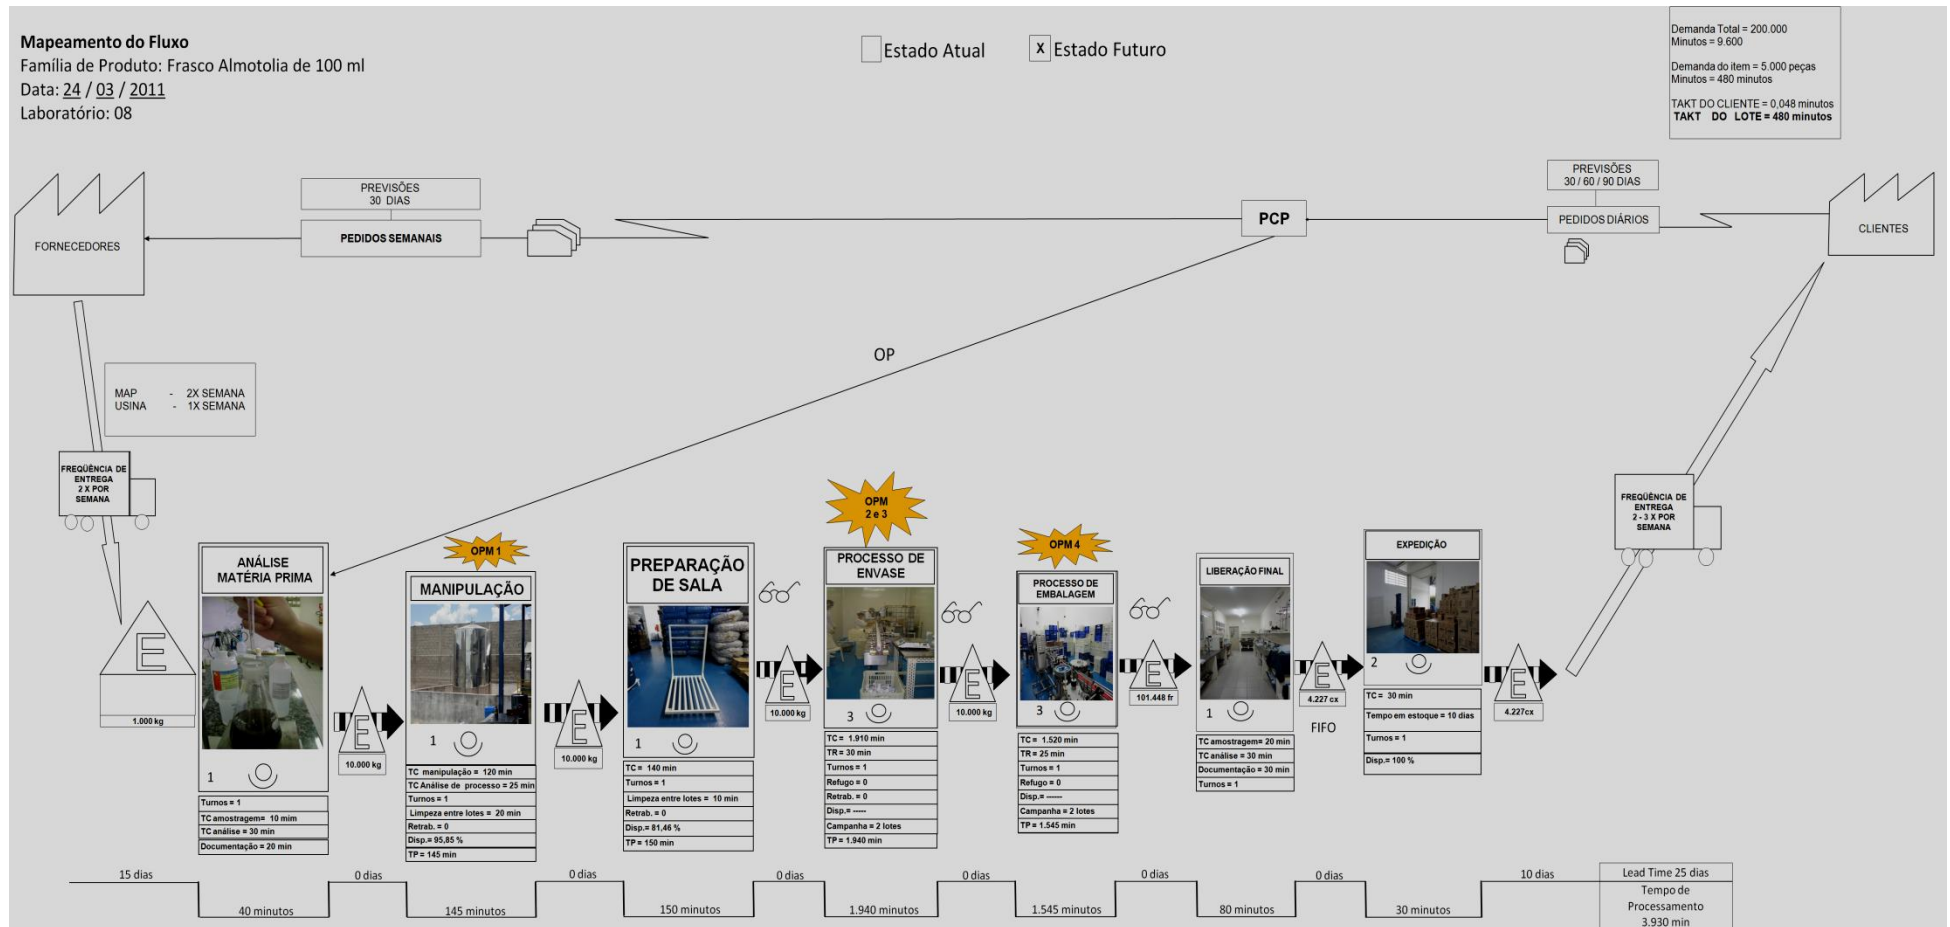 Mapeamento do Fluxo
Família de Produto: Frasco Almotolia de 100 ml
Data: 24 / 03 / 2011
Laboratório: 08
Estado Atual
X Estado Futuro
Demanda Total = 200.000
Minutos = 9.600
Demanda do item = 5.000 peças
Minutos = 480 minutos
TAKT DO CLIENTE = 0,048 minutos
TAKT DO LOTE = 480 minutos
FORNECEDORES
PREVISÕES
30 DIAS
PEDIDOS SEMANAIS
PCP
PREVISÕES
30 / 60 / 90 DIAS
PEDIDOS DIÁRIOS
CLIENTES
OP
MAP - 2X SEMANA
USINA - 1X SEMANA
FREQÜÊNCIA DE
ENTREGA
2 X POR
SEMANA
FREQÜÊNCIA DE
ENTREGA
2 - 3 X POR
SEMANA
E
1.000 kg
ANÁLISE
MATÉRIA PRIMA
1
Turnos = 1
TC amostragem= 10 mim
TC análise = 30 min
Documentação = 20 min
E
10.000 kg
OPM 1
MANIPULAÇÃO
1
TC manipulação = 120 min
TC Análise de processo = 25 min
Turnos = 1
Limpeza entre lotes = 20 min
Retrab. = 0
Disp.= 95,85 %
TP = 145 min
E
10.000 kg
PREPARAÇÃO
DE SALA
1
TC = 140 min
Turnos = 1
Limpeza entre lotes = 10 min
Retrab. = 0
Disp.= 81,46 %
TP = 150 min
E
10.000 kg
OPM
2 e 3
PROCESSO DE
ENVASE
3
TC = 1.910 min
TR = 30 min
Turnos = 1
Refugo = 0
Retrab. = 0
Disp.= -----
Campanha = 2 lotes
TP = 1.940 min
E
10.000 kg
OPM 4
PROCESSO DE
EMBALAGEM
3
TC = 1.520 min
TR = 25 min
Turnos = 1
Refugo = 0
Disp.= ------
Campanha = 2 lotes
TP = 1.545 min
E
101.448 fr
LIBERAÇÃO FINAL
1
TC amostragem= 20 min
TC análise = 30 min
Documentação = 30 min
Turnos = 1
E
4.227 cx
FIFO
EXPEDIÇÃO
2
TC = 30 min
Tempo em estoque = 10 dias
Turnos = 1
Disp.= 100 %
E
4.227cx
15 dias
40 minutos
0 dias
145 minutos
0 dias
150 minutos
0 dias
1.940 minutos
0 dias
1.545 minutos
0 dias
80 minutos
0 dias
30 minutos
10 dias
Lead Time 25 dias
Tempo de
Processamento
3.930 min